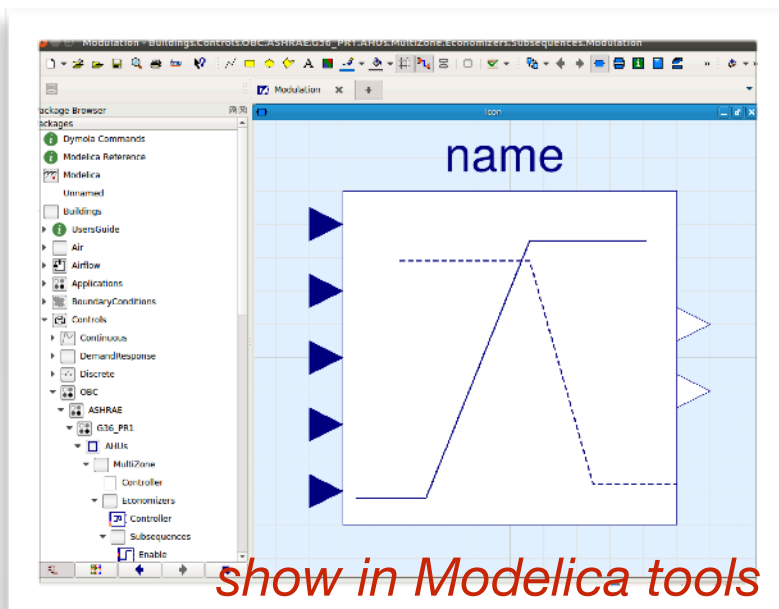 Modulation - Buildings.Controls.OBC.ASHRAE.G36_PR1.AHUs.MultiZone.Economizers.Subsequences.Modulation
Modulation
ackage Browser
Icon
ackages
Dymola Commands
Modelica Reference
Modelica
Unnamed
Buildings
UsersGuide
Air
Airflow
Applications
BoundaryConditions
Controls
Continuous
DemandResponse
Discrete
OBC
ASHRAE
G36_PR1
AHUs
MultiZone
Controller
Economizers
Controller
Subsequences
Enable
name
show in Modelica tools